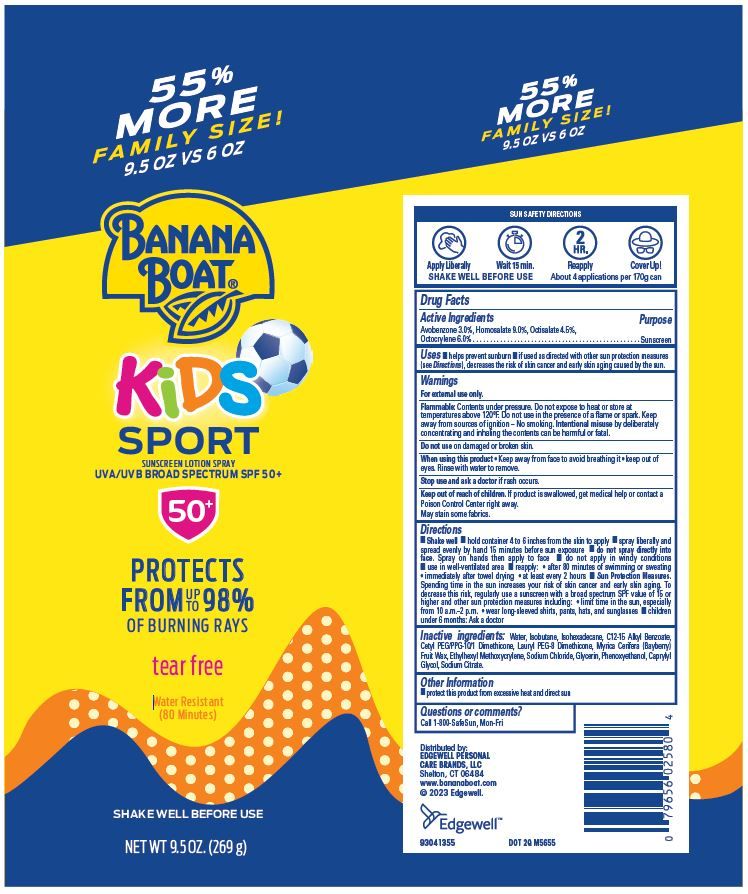 55%
MORE
FAMILY SIZE!
9.5 OZ VS 6 OZ
BANANA
BOAT®
KiDS
SPORT
SUNSCREEN LOTION SPRAY
UVA/UVB BROAD SPECTRUM SPF 50+
50+
PROTECTS
FROM UP TO 98%
OF BURNING RAYS
tear free
Water Resistant
(80 Minutes)
SHAKE WELL BEFORE USE
NET WT 9.5 OZ. (269 g)
55%
MORE
FAMILY SIZE!
9.5 OZ VS 6 OZ
SUN SAFETY DIRECTIONS
2
HR.
Apply Liberally Wait 15 min. Reapply Cover Up!
SHAKE WELL BEFORE USE About 4 applications per 170g can
Drug Facts
Active Ingredients Purpose
Avobenzone 3.0%, Homosalate 9.0%, Octisalate 4.5%,
Octocrylene 6.0% ........ Sunscreen
Uses ■ helps prevent sunburn ■ if used as directed with other sun protection measures
(see Directions), decreases the risk of skin cancer and early skin aging caused by the sun.
Warnings
For external use only.
Flammable: Contents under pressure. Do not expose to heat or store at
temperatures above 120°F. Do not use in the presence of a flame or spark. Keep
away from sources of ignition – No smoking. Intentional misuse by deliberately
concentrating and inhaling the contents can be harmful or fatal.
Do not use on damaged or broken skin.
When using this product • Keep away from face to avoid breathing it • keep out of
eyes. Rinse with water to remove.
Stop use and ask a doctor if rash occurs.
Keep out of reach of children. If product is swallowed, get medical help or contact a
Poison Control Center right away.
May stain some fabrics.
Directions
■ Shake well ■ hold container 4 to 6 inches from the skin to apply ■ spray liberally and
spread evenly by hand 15 minutes before sun exposure ■ do not spray directly into
face. Spray on hands then apply to face ■ do not apply in windy conditions
■ use in well-ventilated area ■ reapply: • after 80 minutes of swimming or sweating
• immediately after towel drying • at least every 2 hours ■ Sun Protection Measures.
Spending time in the sun increases your risk of skin cancer and early skin aging. To
decrease this risk, regularly use a sunscreen with a broad spectrum SPF value of 15 or
higher and other sun protection measures including: • limit time in the sun, especially
from 10 a.m.–2 p.m. • wear long-sleeved shirts, pants, hats, and sunglasses ■ children
under 6 months: Ask a doctor
Inactive ingredients: Water, Isobutane, Isohexadecane, C12-15 Alkyl Benzoate,
Cetyl PEG/PPG-10/1 Dimethicone, Lauryl PEG-8 Dimethicone, Myrica Cerifera (Bayberry)
Fruit Wax, Ethylhexyl Methoxycrylene, Sodium Chloride, Glycerin, Phenoxyethanol, Caprylyl
Glycol, Sodium Citrate.
Other Information
■ protect this product from excessive heat and direct sun
Questions or comments?
Call 1-800-SafeSun, Mon-Fri
Distributed by:
EDGEWELL PERSONAL
CARE BRANDS, LLC
Shelton, CT 06484
www.bananaboat.com
© 2023 Edgewell.
Edgewell™
93041355 DOT 2Q M5655
0 79656 02580 4